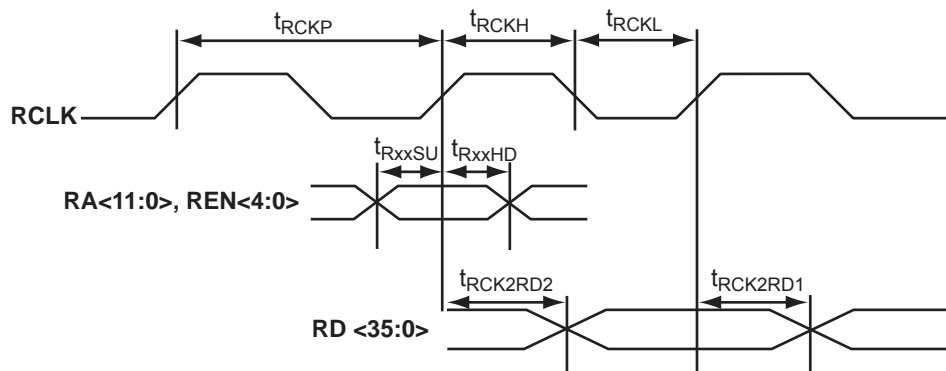 tRCKP tRCKH tRCKL
RCLK
tRxxSU tRxxHD
RA<11:0>, REN<4:0>
tRCK2RD2 tRCK2RD1
RD <35:0>